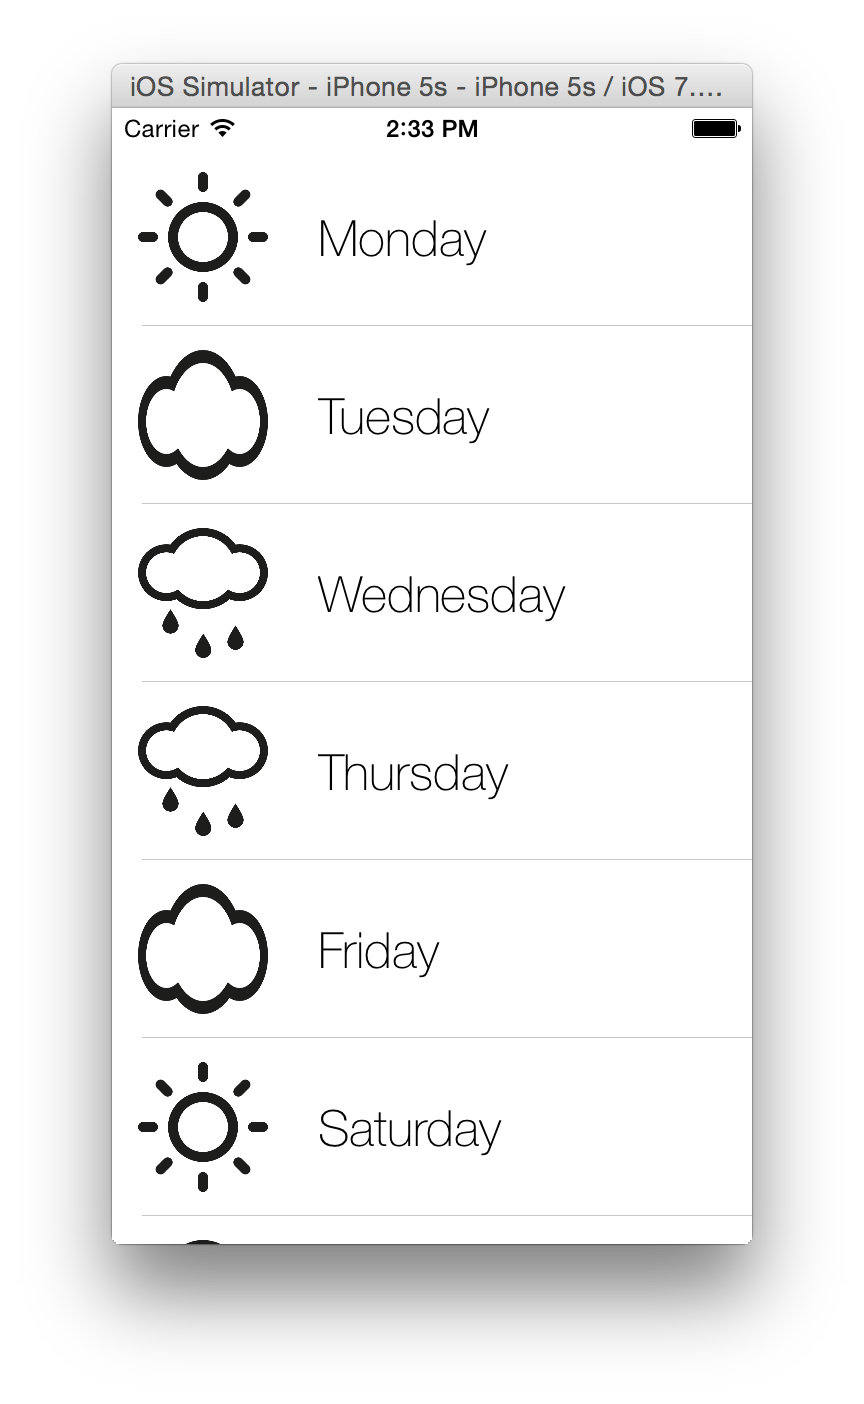 iOS Simulator - iPhone 5s - iPhone 5s / iOS 7....
Carrier 2:33 PM
Monday
Tuesday
Wednesday
Thursday
Friday
Saturday